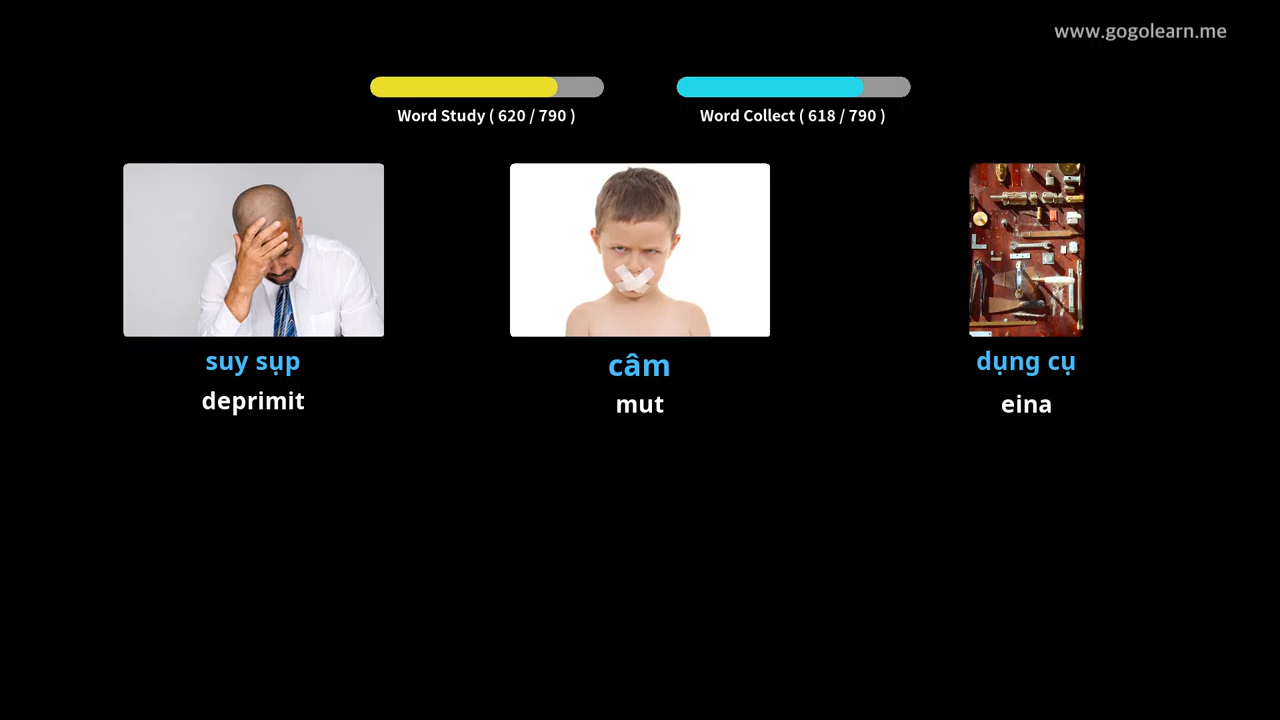 www.gogolearn.me
Word Study ( 620 / 790 )
Word Collect ( 618 / 790 )
suy sụp
câm
dụng cụ
deprimit
mut
eina